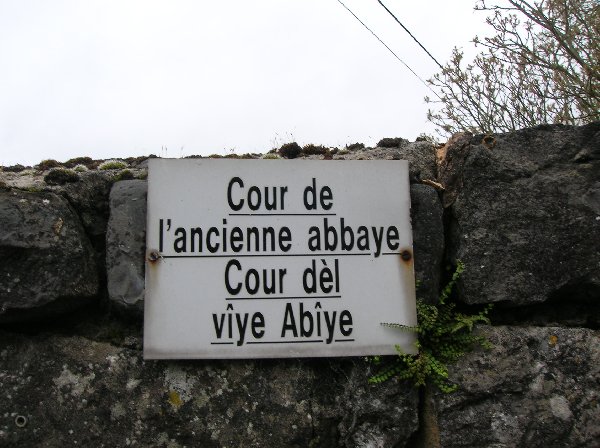 Cour de
l'ancienne abbaye
Cour dèl
vîye Abîye